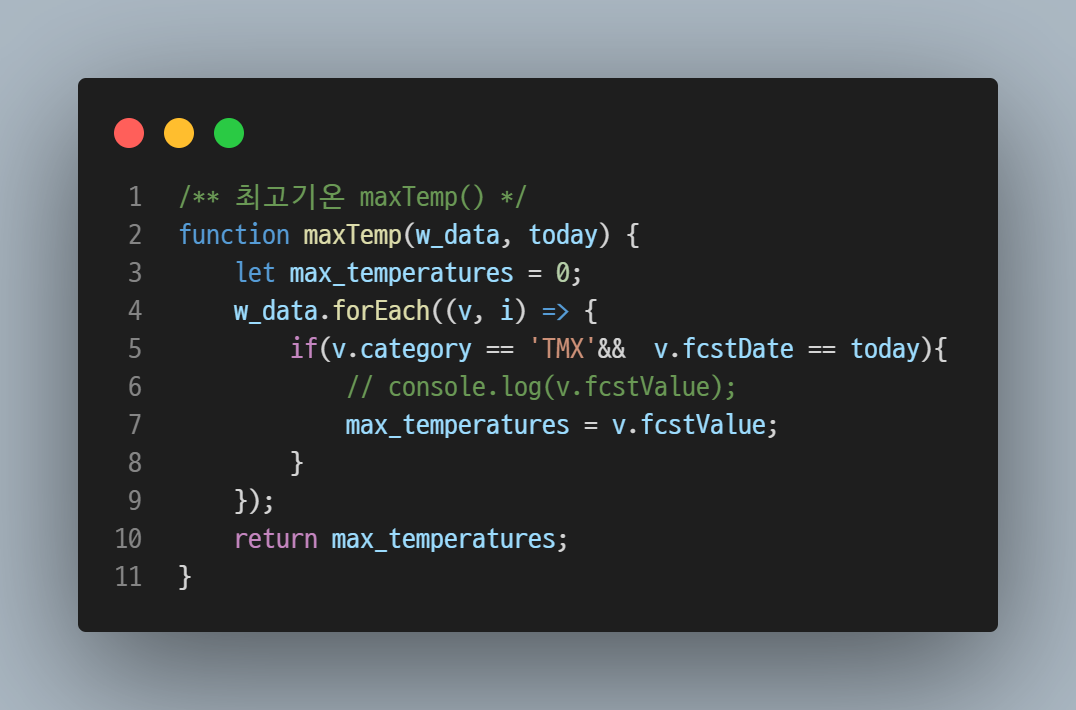 1 /** 최고기온 maxTemp() */
2 function maxTemp(w_data, today) {
3     let max_temperatures = 0;
4     w_data.forEach((v, i) => {
5         if(v.category == 'TMX'&&  v.fcstDate == today){
6             // console.log(v.fcstValue);
7             max_temperatures = v.fcstValue;
8         }
9     });
10     return max_temperatures;
11 }